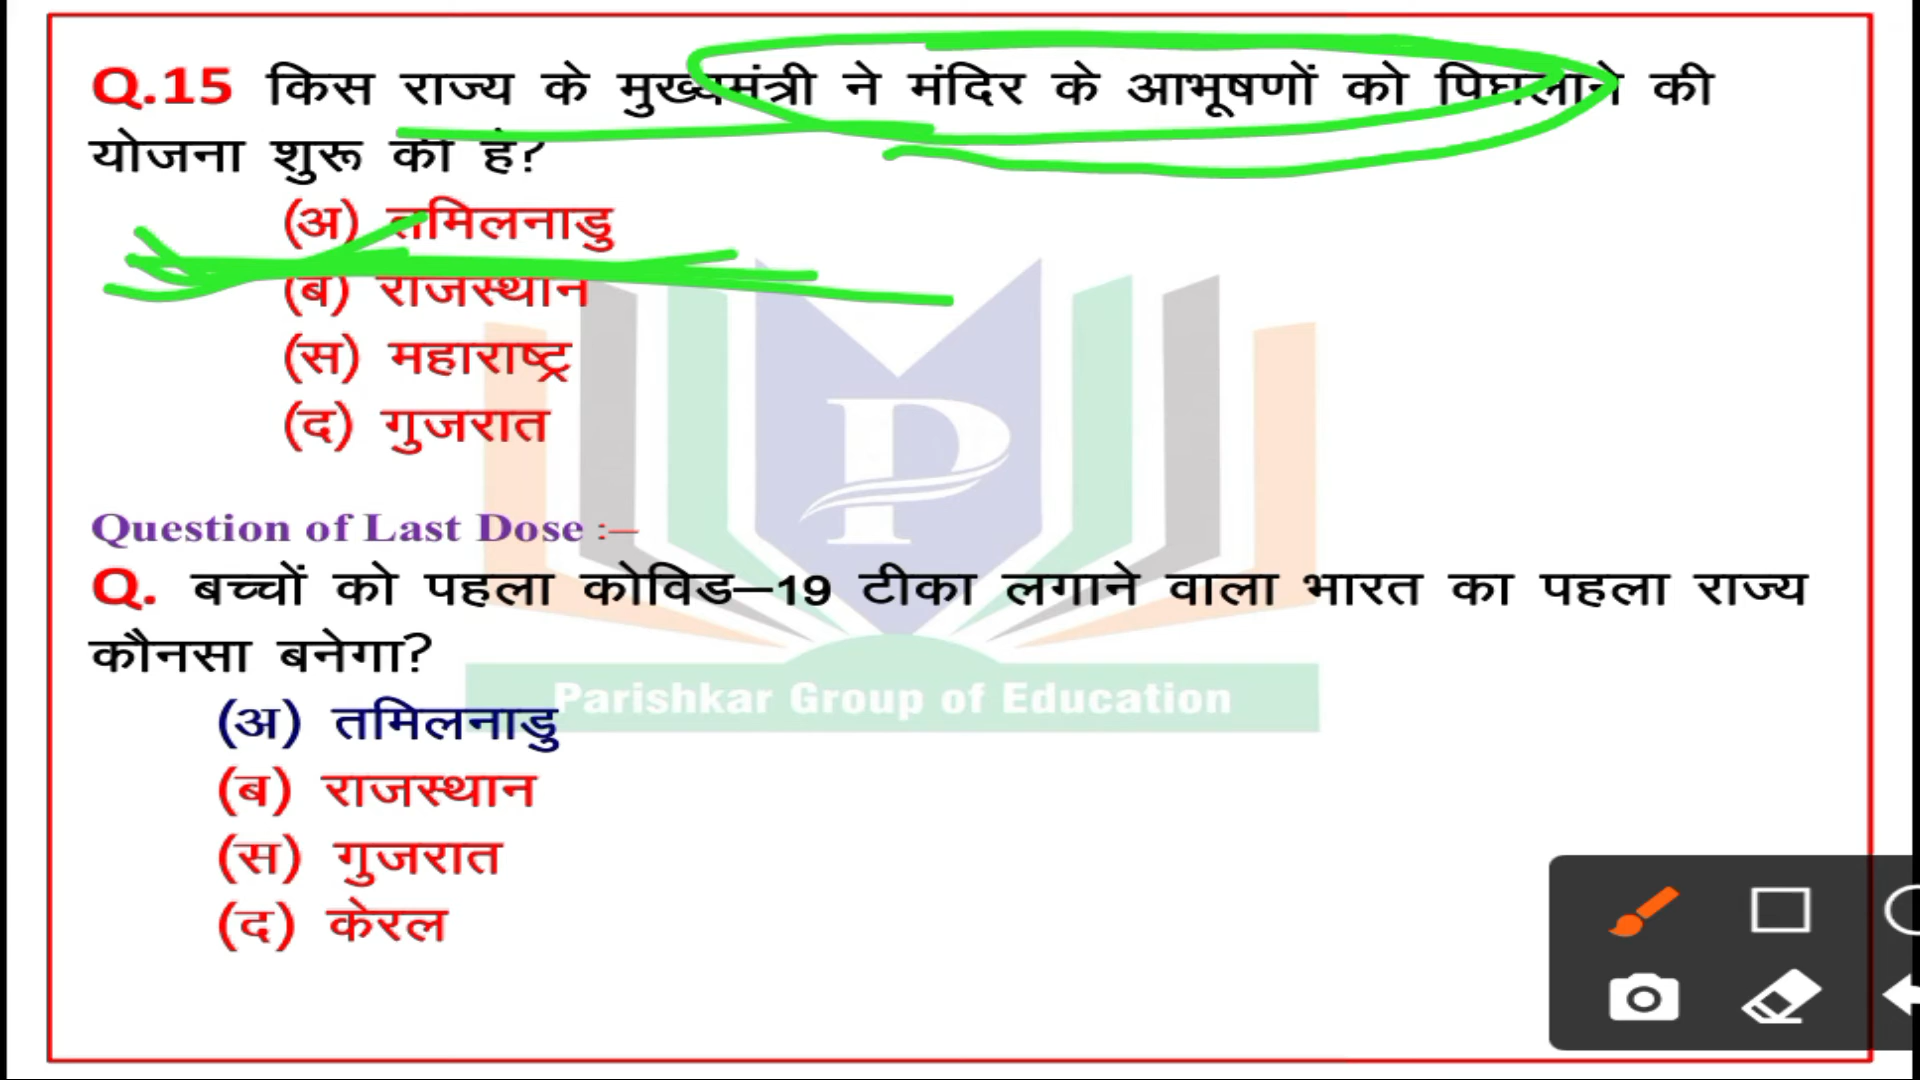 Q.15 किस राज्य के मुख्यमंत्री ने मंदिर के आभूषणों को पिघलाने की
योजना शुरू की है?
(अ) तमिलनाडु
(ब) राजस्थान
(स) महाराष्ट्र
(द) गुजरात
Question of Last Dose :–
Q. बच्चों को पहला कोविड–19 टीका लगाने वाला भारत का पहला राज्य
कौनसा बनेगा?
Parishkar Group of Education
(अ) तमिलनाडु
(ब) राजस्थान
(स) गुजरात
(द) केरल